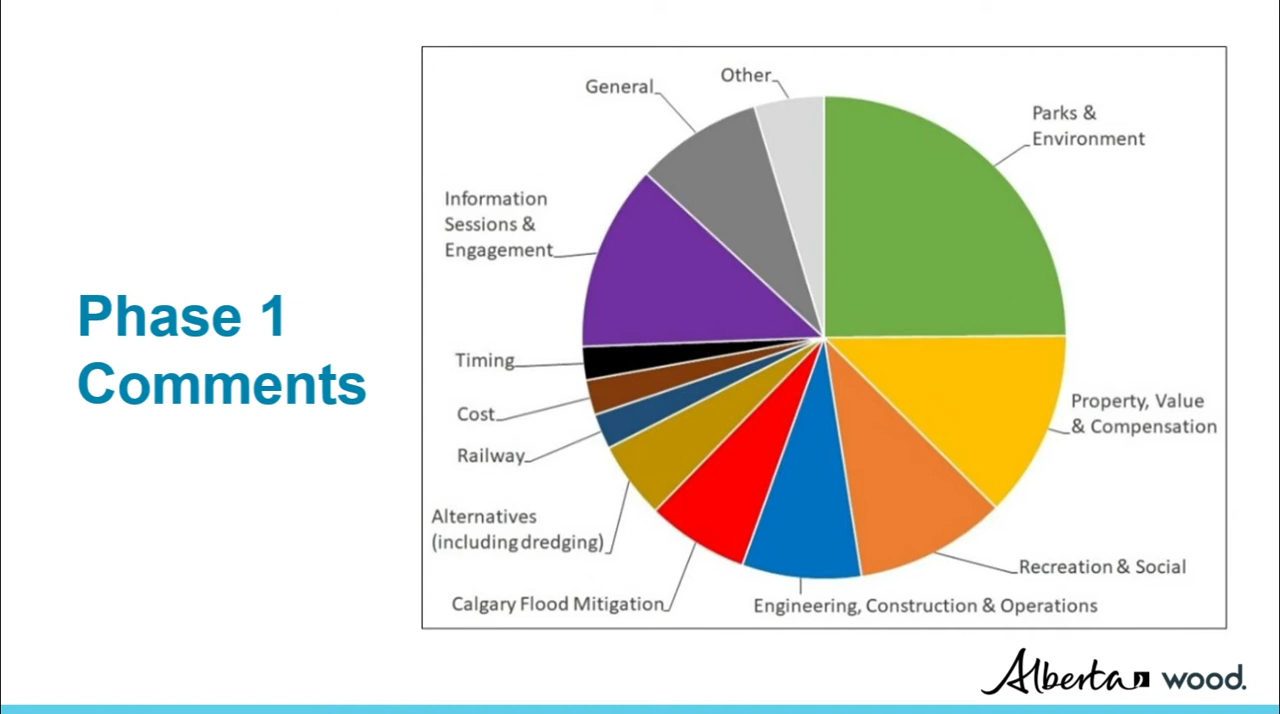 Phase 1
Comments
Other
General
Parks &
Environment
Information
Sessions &
Engagement
Timing
Cost
Railway
Property, Value
& Compensation
Alternatives
(including dredging)
Recreation & Social
Calgary Flood Mitigation
Engineering, Construction & Operations
Alberta wood.